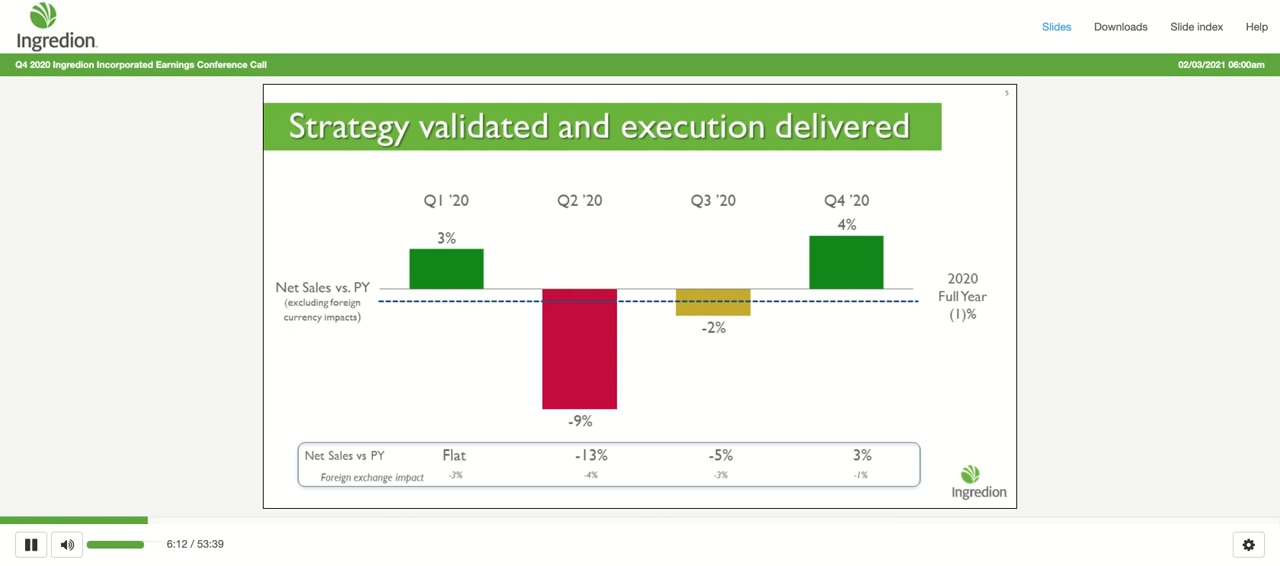 Ingredion
Slides Downloads Slide index Help
Q4 2020 Ingredion Incorporated Earnings Conference Call 02/03/2021 06:00am
5
Strategy validated and execution delivered
Q1 '20 Q2 '20 Q3 '20 Q4 '20
4%
3%
Net Sales vs. PY
(excluding foreign
currency impacts)
2020
Full Year
(1)%
-2%
-9%
Net Sales vs PY Flat -13% -5% 3%
Foreign exchange impact -3% -4% -3% -1%
Ingredion
6:12 / 53:39